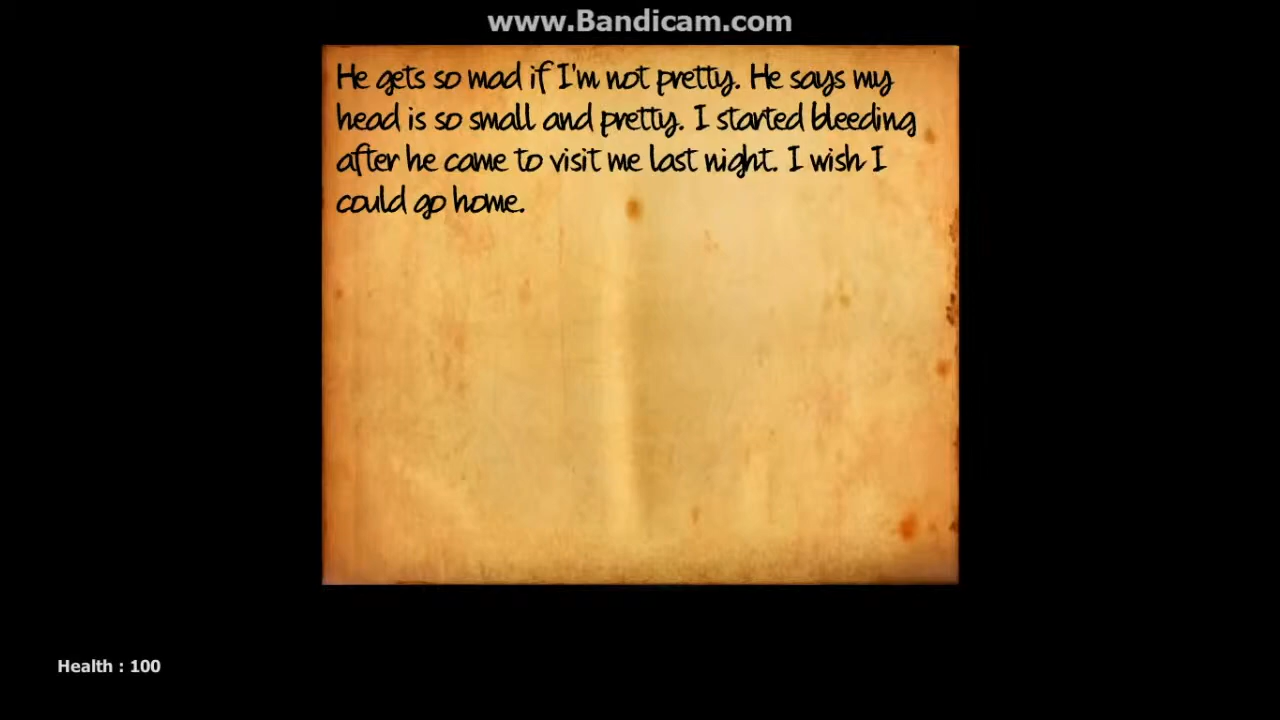 www.Bandicam.com
He gets so mad if I'm not pretty. He says my
head is so small and pretty. I started bleeding
after he came to visit me last night. I wish I
could go home.
Health : 100